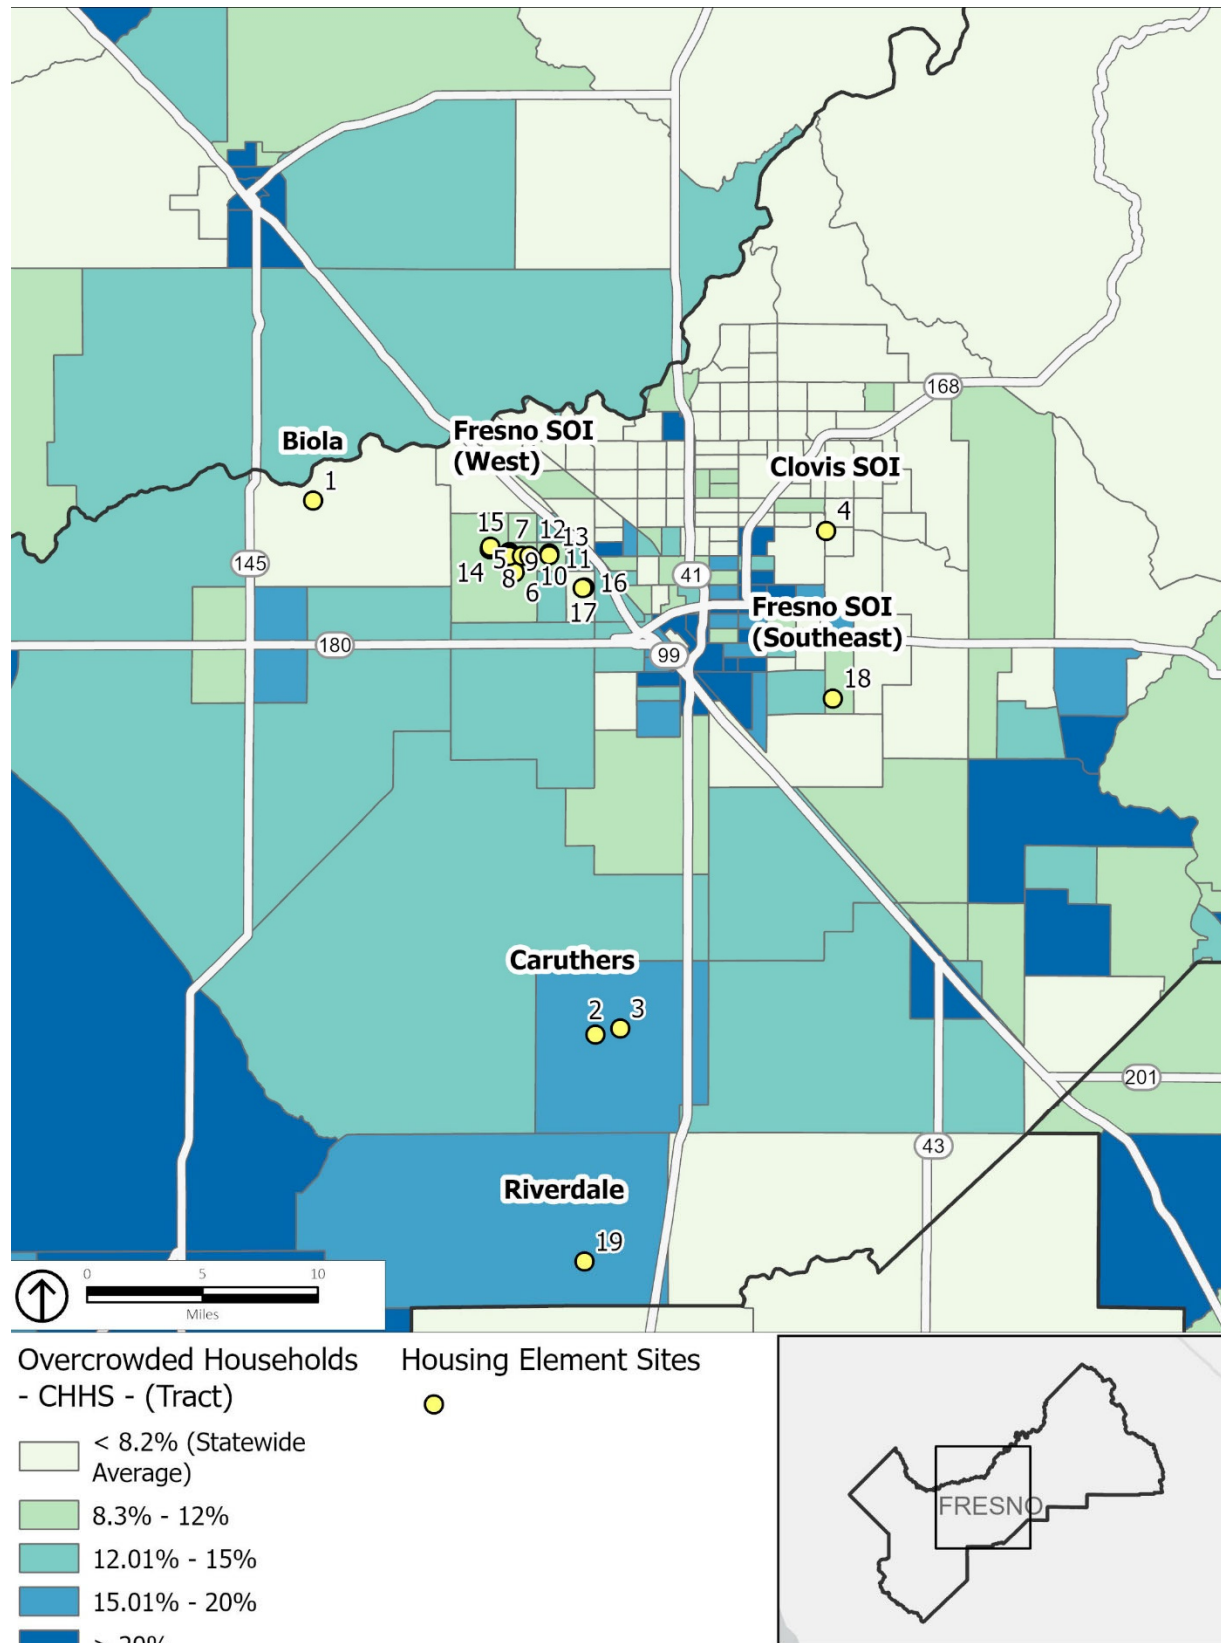 168
Biola
1
Fresno SOI
(West)
Clovis SOI
4
15
7
12
13
145
14
5
9
11
8
10
6
16
17
41
Fresno SOI
(Southeast)
180
99
18
Caruthers
2
3
201
43
Riverdale
19
0
5
10
Miles
Overcrowded Households
- CHHS - (Tract)
< 8.2% (Statewide
Average)
8.3% - 12%
12.01% - 15%
15.01% - 20%
> 20%
Housing Element Sites
FRESNO